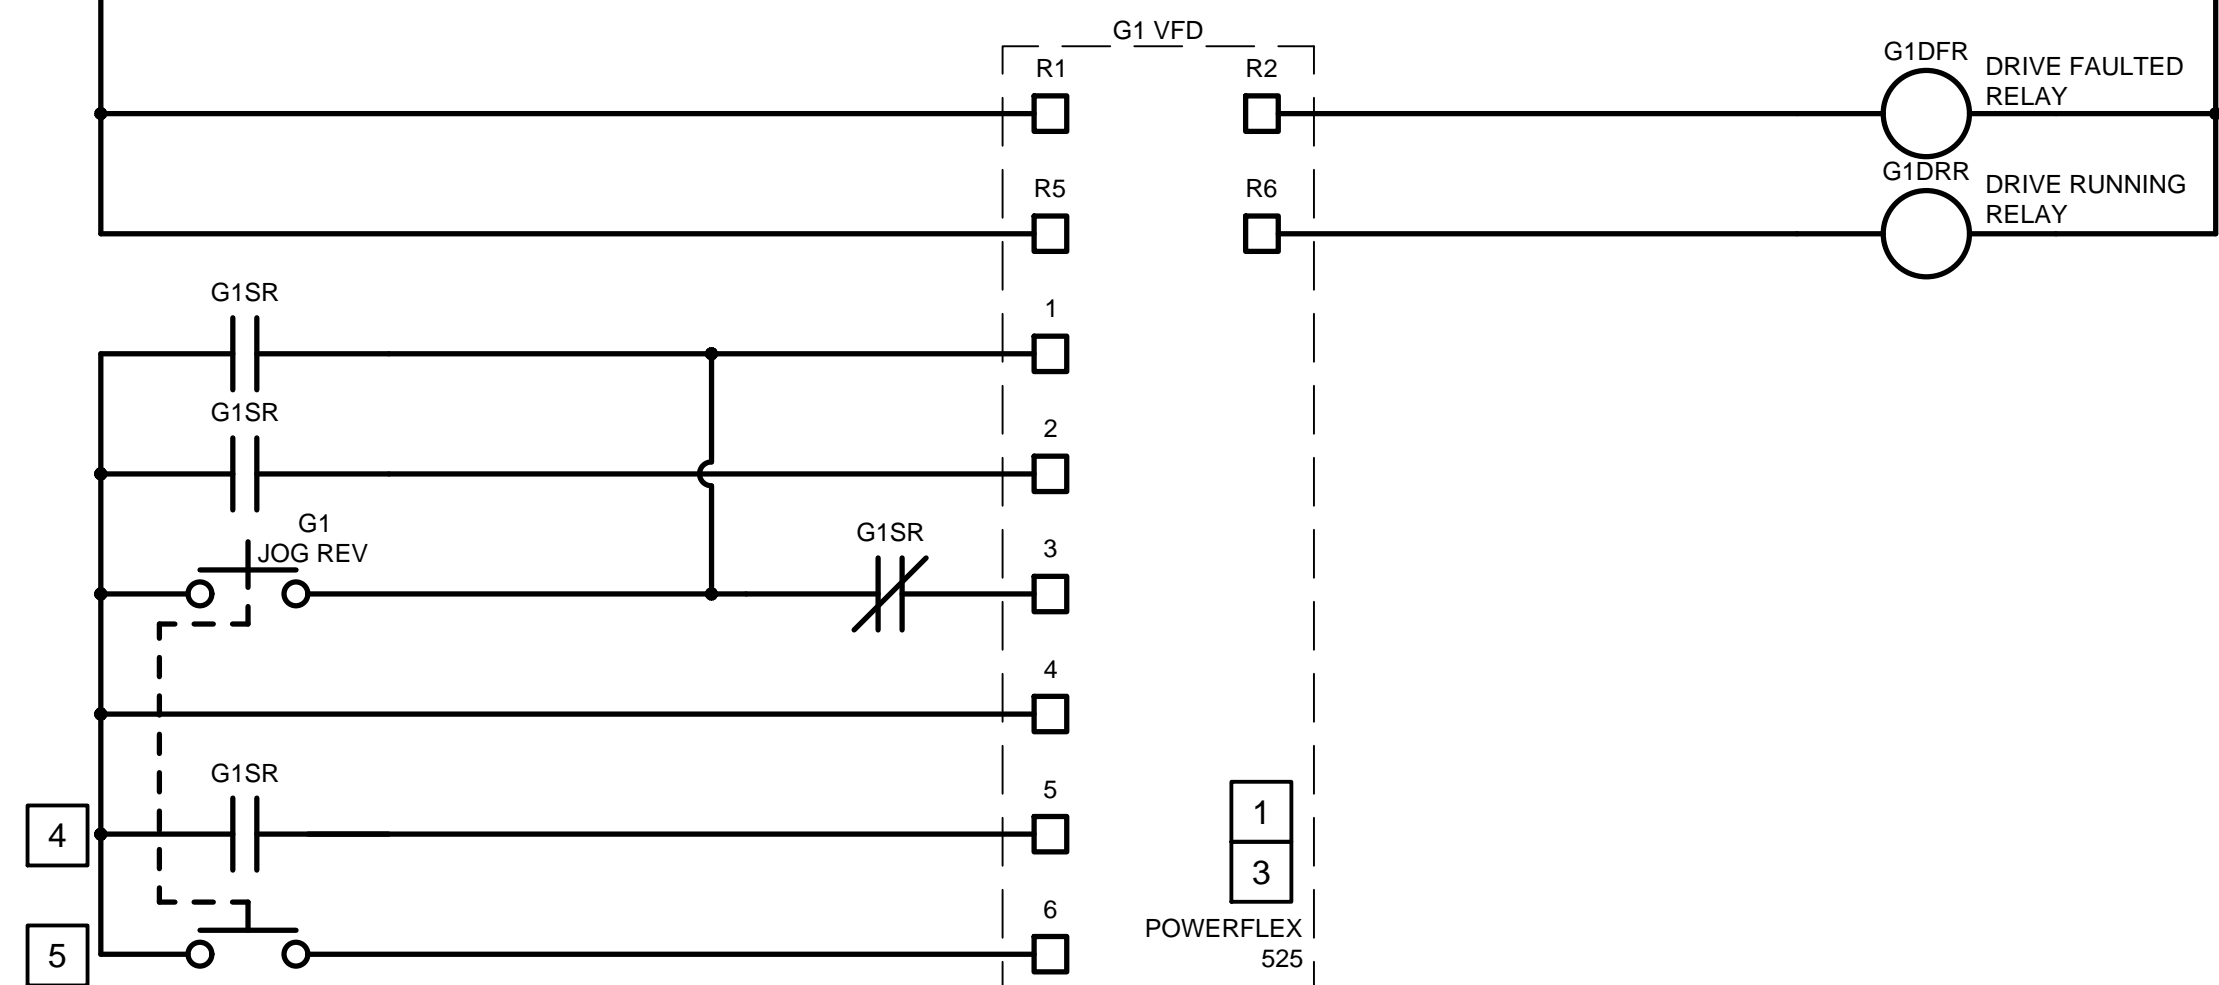 G1 VFD
R1
R2
G1DFR
DRIVE FAULTED
RELAY
R5
R6
G1DRR
DRIVE RUNNING
RELAY
G1SR
1
G1SR
2
G1
JOG REV
G1SR
3
4
G1SR
5
4
1
3
6
5
POWERFLEX
525